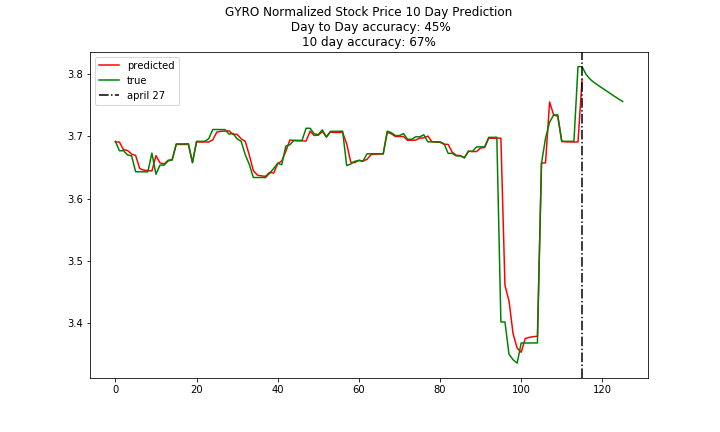 GYRO Normalized Stock Price 10 Day Prediction
Day to Day accuracy: 45%
10 day accuracy: 67%
predicted
true
april 27
3.8
3.7
3.6
3.5
3.4
0
20
40
60
80
100
120